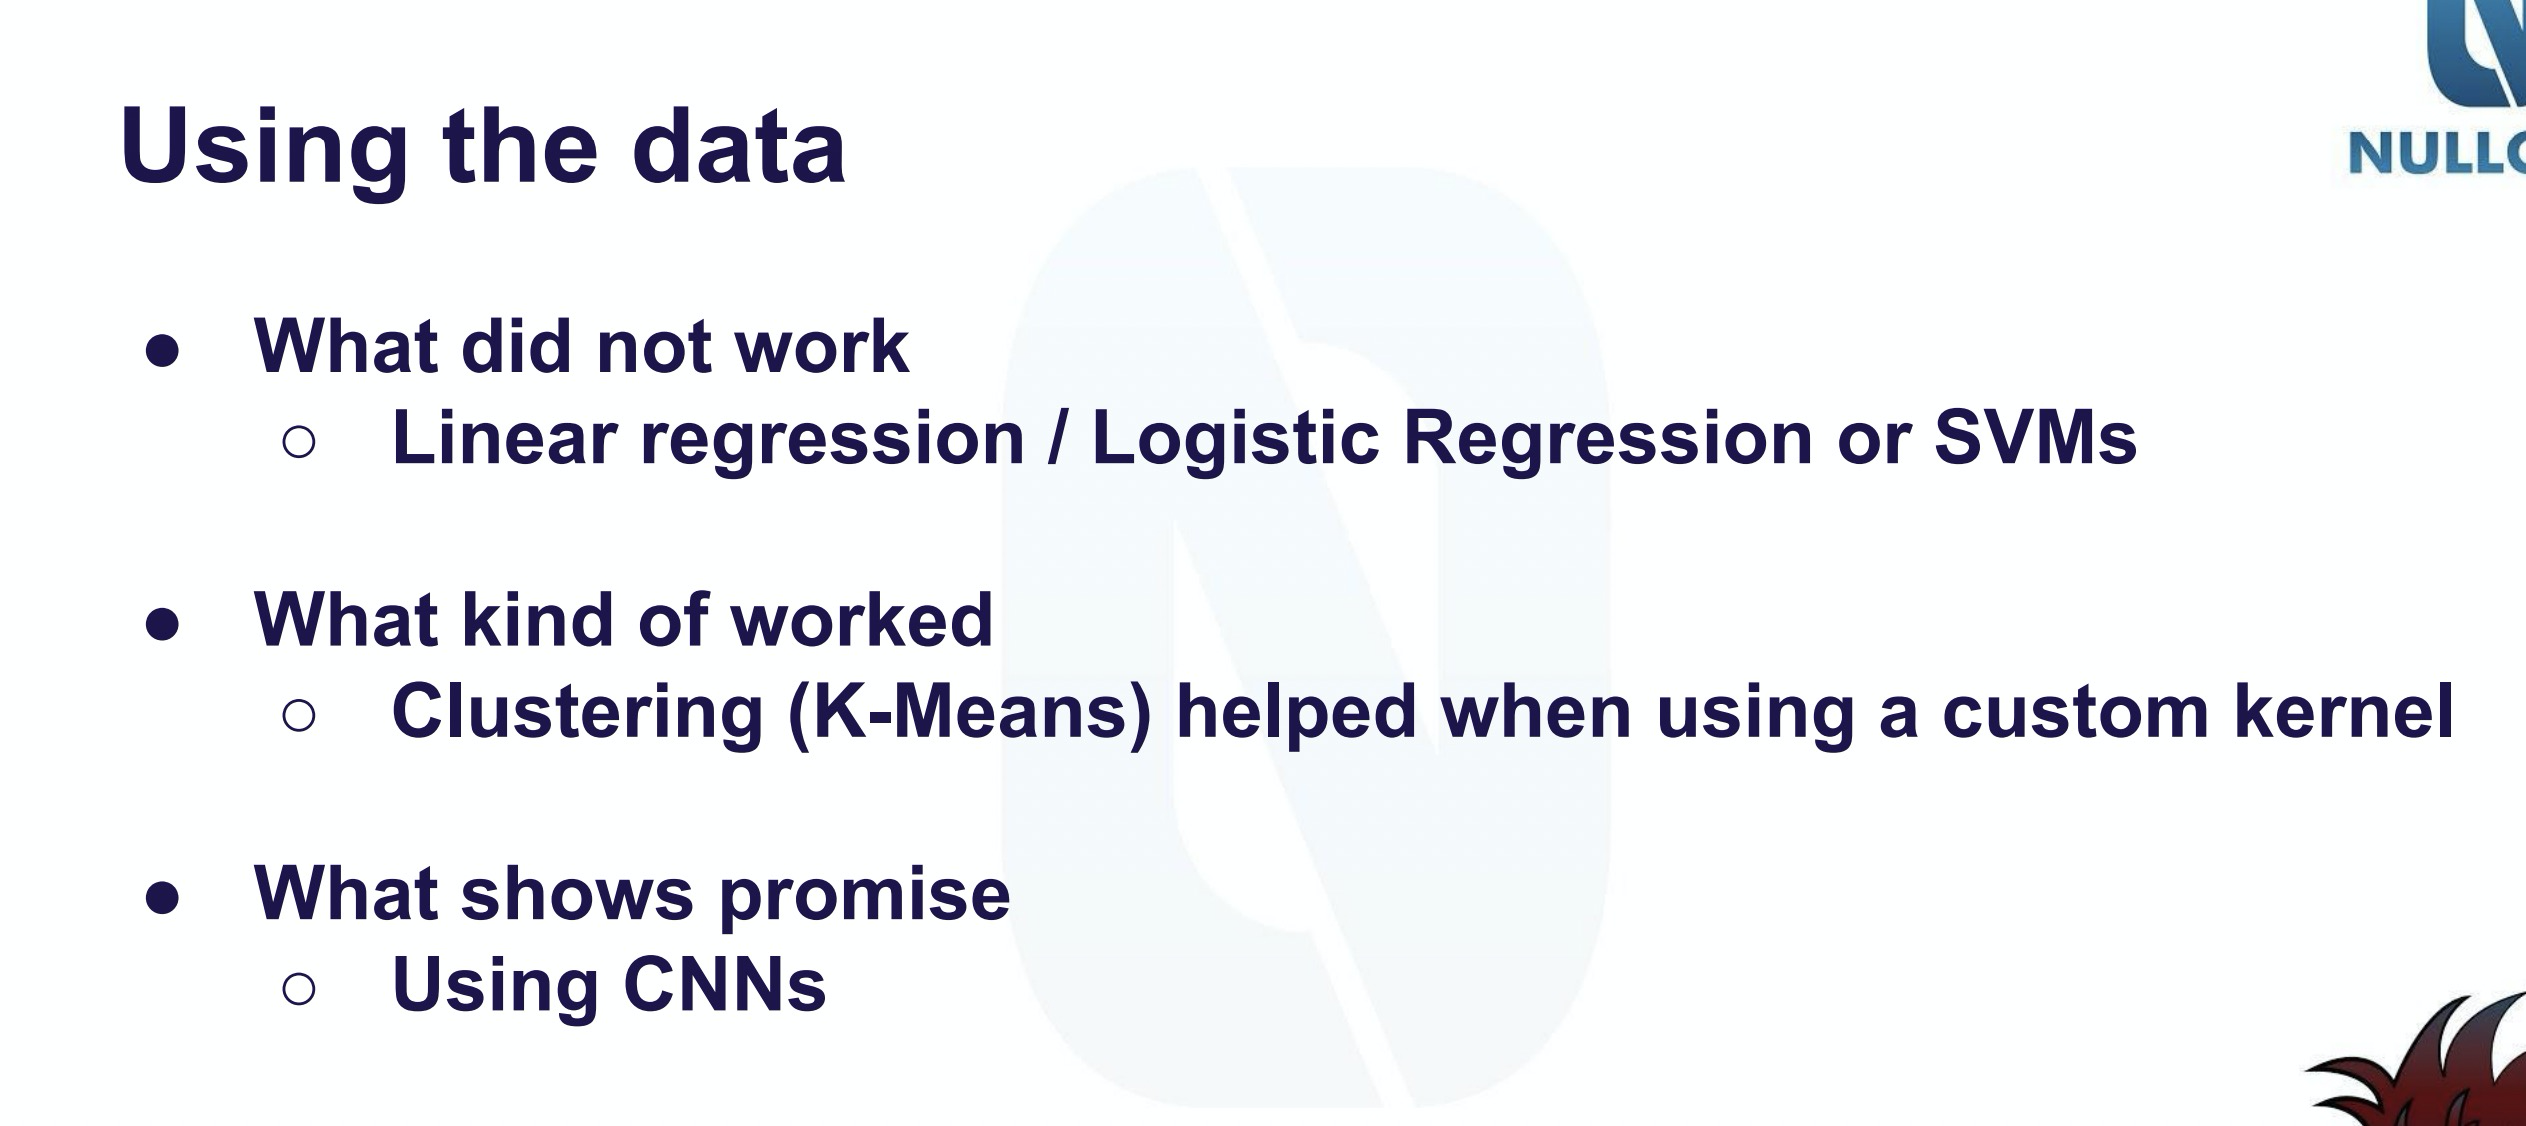 Using the data
● What did not work
○ Linear regression / Logistic Regression or SVMs
● What kind of worked
○ Clustering (K-Means) helped when using a custom kernel
● What shows promise
○ Using CNNs